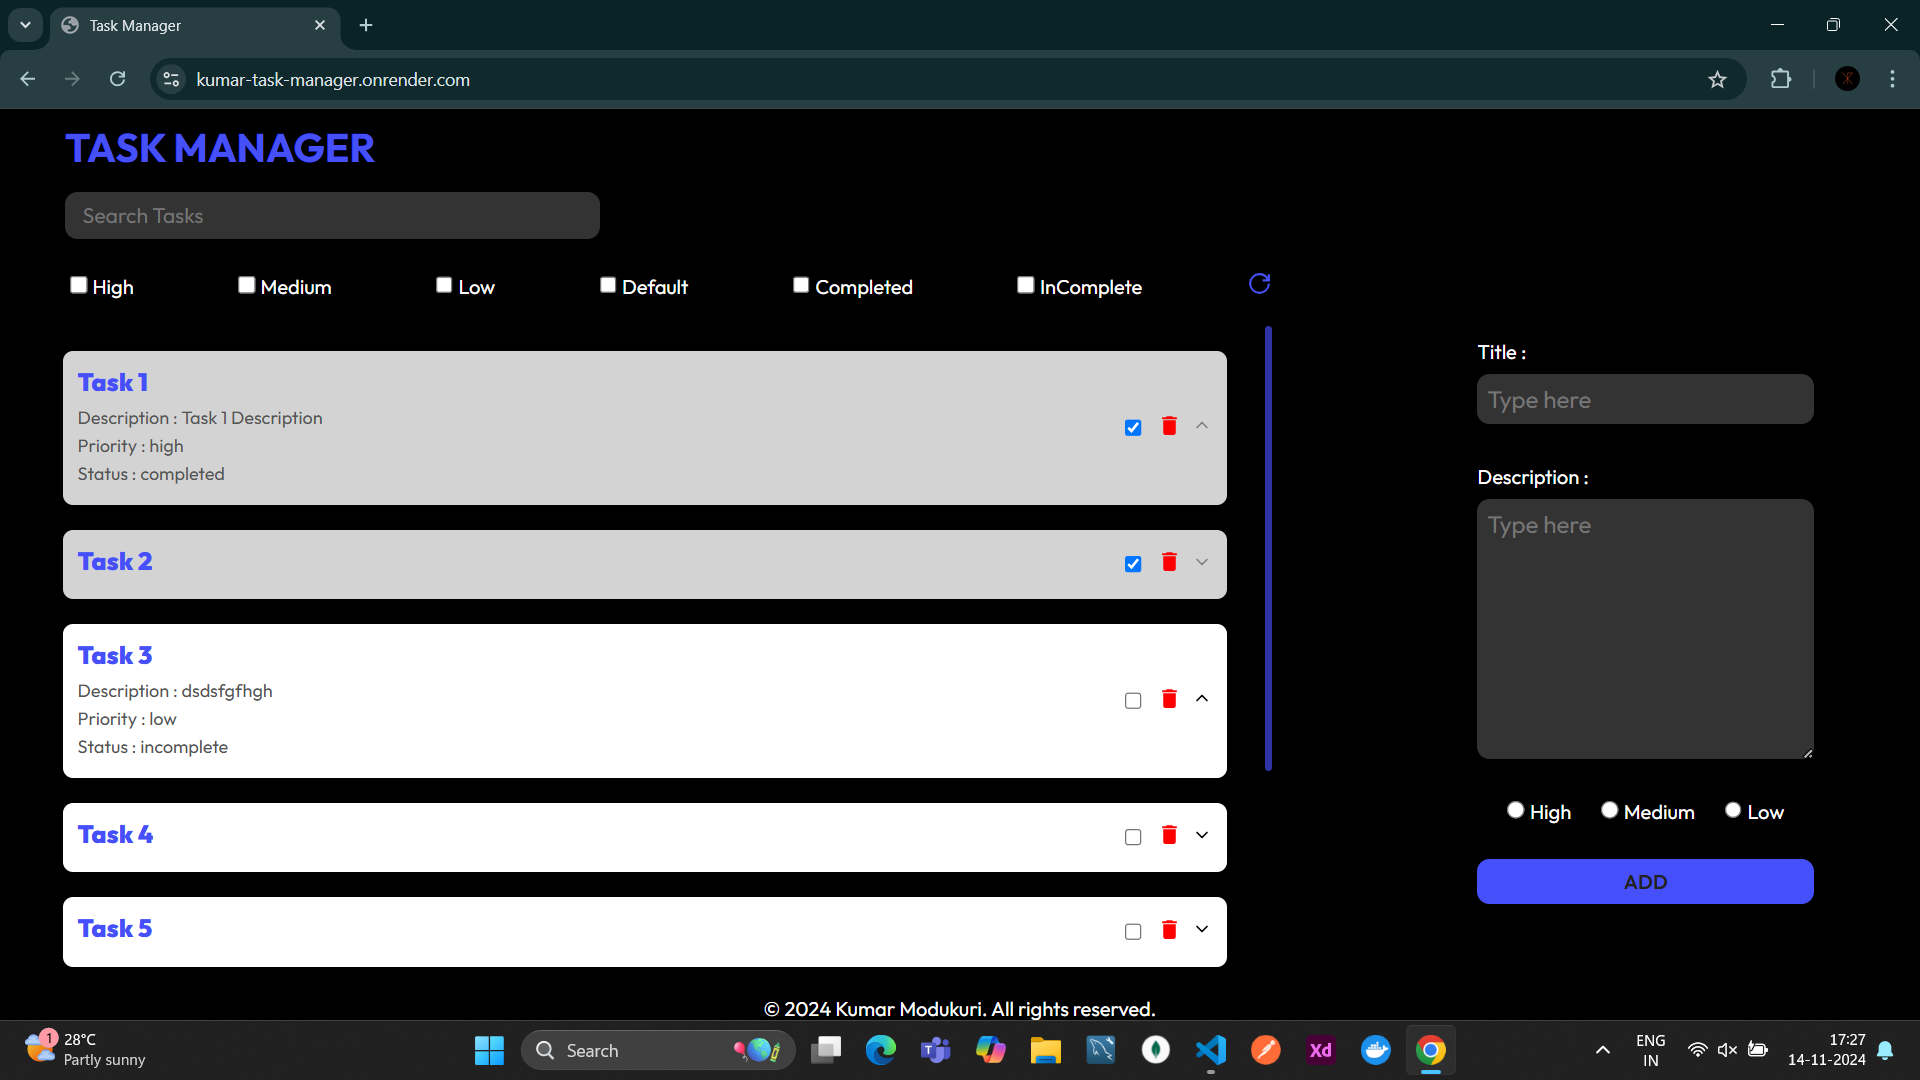 Task Manager
kumar-task-manager.onrender.com
TASK MANAGER
Search Tasks
High Medium Low Default Completed InComplete
Task 1
Description : Task 1 Description
Priority : high
Status : completed
Task 2
Task 3
Description : dsdsfgfhgh
Priority : low
Status : incomplete
Task 4
Task 5
Title :
Type here
Description :
Type here
High Medium Low
ADD
© 2024 Kumar Modukuri. All rights reserved.
1
28°C
Partly sunny
Search
T
Xd
ENG
IN
17:27
14-11-2024